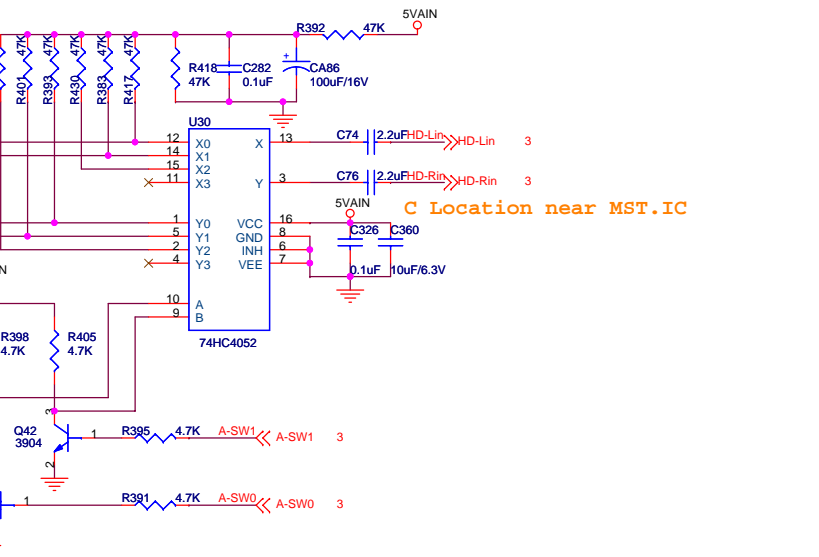 5VAIN
R392 47K
47K 47K 47K 47K 47K
R401 R393 R430 R383 R417
R418 C282 CA86
47K 0.1uF 100uF/16V
+
U30
12 X0 X 13 C74 2.2uF HD-Lin HD-Lin 3
14 X1
15 X2
11 X3 Y 3 C76 2.2uF HD-Rin HD-Rin 3
5VAIN
C Location near MST.IC
1 Y0 VCC 16 C326 C360
5 Y1 GND 8
2 Y2 INH 6
4 Y3 VEE 7 0.1uF 10uF/6.3V
N
10 A
9 B
74HC4052
R398 R405
4.7K 4.7K
3
Q42 1 R395 4.7K A-SW1 A-SW1 3
3904
2
1 R391 4.7K A-SW0 A-SW0 3